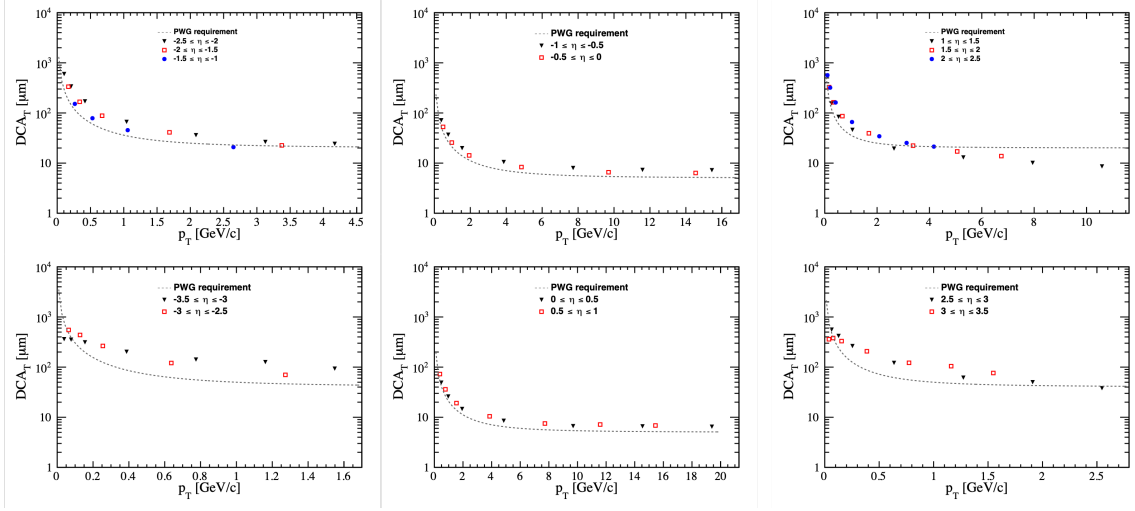 10⁴
10³
10²
10
1
DCA_T [μm]
PWG requirement
-2.5 ≤ η ≤ -2
-2 ≤ η ≤ -1.5
-1.5 ≤ η ≤ -1
0 0.5 1 1.5 2 2.5 3 3.5 4 4.5
p_T [GeV/c]
10⁴
10³
10²
10
1
DCA_T [μm]
PWG requirement
-1 ≤ η ≤ -0.5
-0.5 ≤ η ≤ 0
0 2 4 6 8 10 12 14 16
p_T [GeV/c]
10⁴
10³
10²
10
1
DCA_T [μm]
PWG requirement
1 ≤ η ≤ 1.5
1.5 ≤ η ≤ 2
2 ≤ η ≤ 2.5
0 2 4 6 8 10
p_T [GeV/c]
10⁴
10³
10²
10
1
DCA_T [μm]
PWG requirement
-3.5 ≤ η ≤ -3
-3 ≤ η ≤ -2.5
0 0.2 0.4 0.6 0.8 1 1.2 1.4 1.6
p_T [GeV/c]
10⁴
10³
10²
10
1
DCA_T [μm]
PWG requirement
0 ≤ η ≤ 0.5
0.5 ≤ η ≤ 1
0 2 4 6 8 10 12 14 16 18 20
p_T [GeV/c]
10⁴
10³
10²
10
1
DCA_T [μm]
PWG requirement
2.5 ≤ η ≤ 3
3 ≤ η ≤ 3.5
0 0.5 1 1.5 2 2.5
p_T [GeV/c]